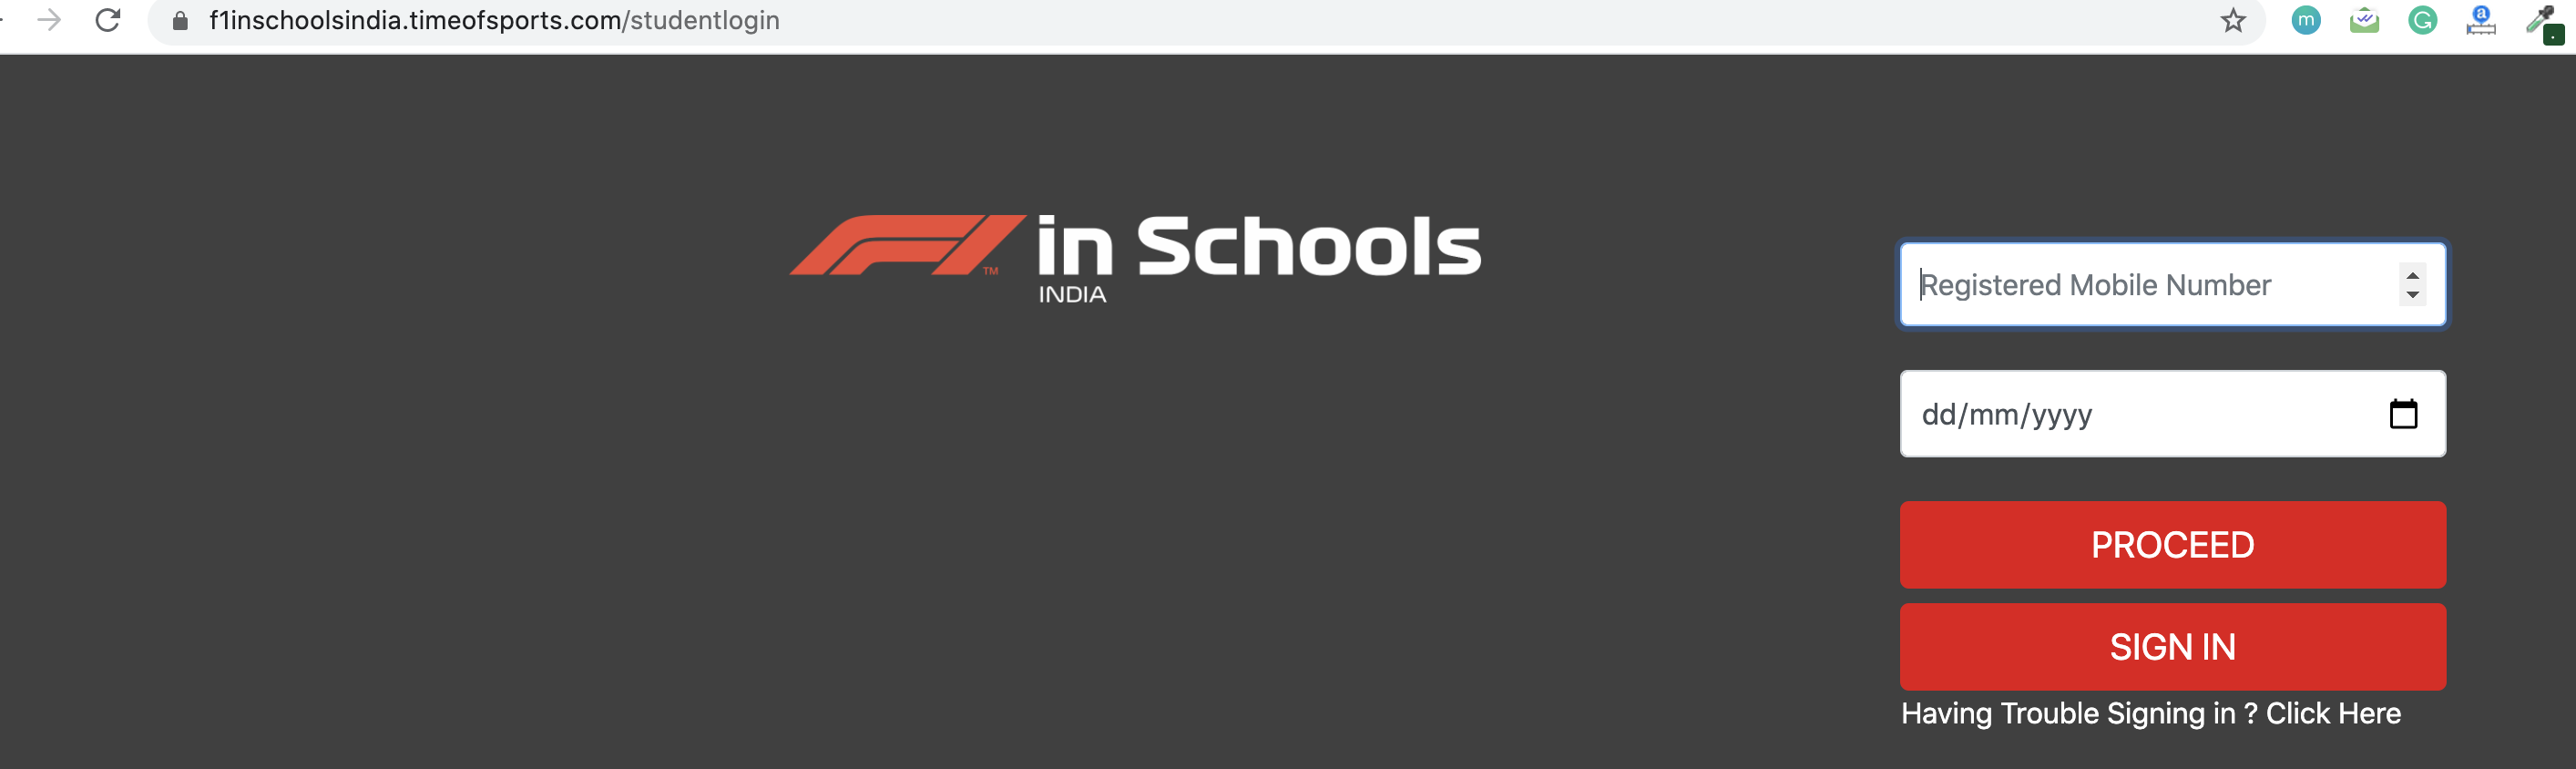 f1inschoolsindia.timeofsports.com/studentlogin
F1 in Schools
TM
INDIA
Registered Mobile Number
dd/mm/yyyy
PROCEED
SIGN IN
Having Trouble Signing in ? Click Here